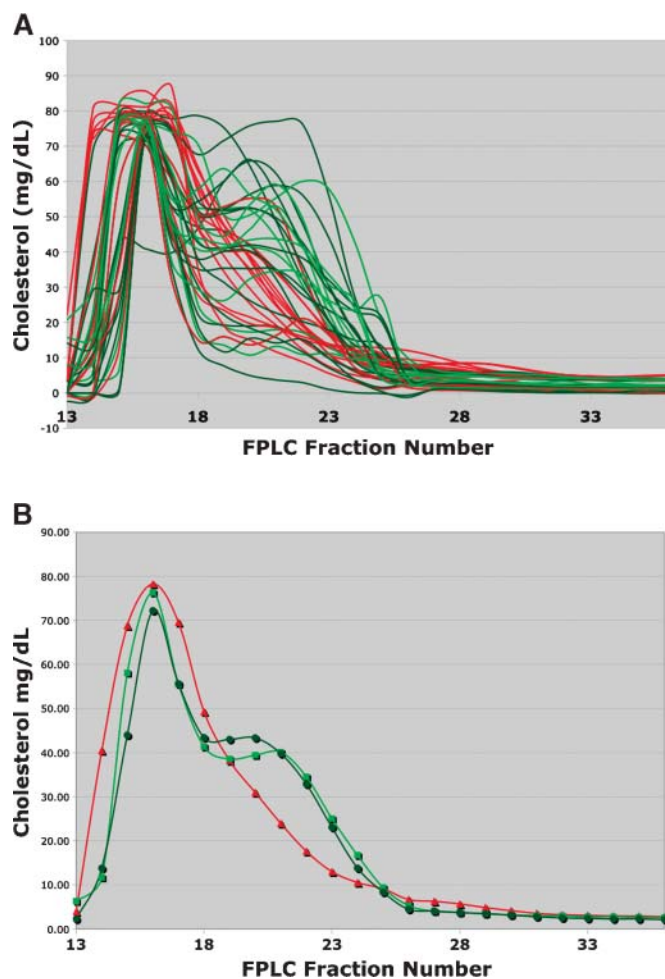 A
100
90
80
70
60
50
40
30
20
10
0
-10
Cholesterol (mg/dL)
13 18 23 28 33
FPLC Fraction Number
B
90.00
80.00
70.00
60.00
50.00
40.00
30.00
20.00
10.00
0.00
Cholesterol mg/dL
13 18 23 28 33
FPLC Fraction Number